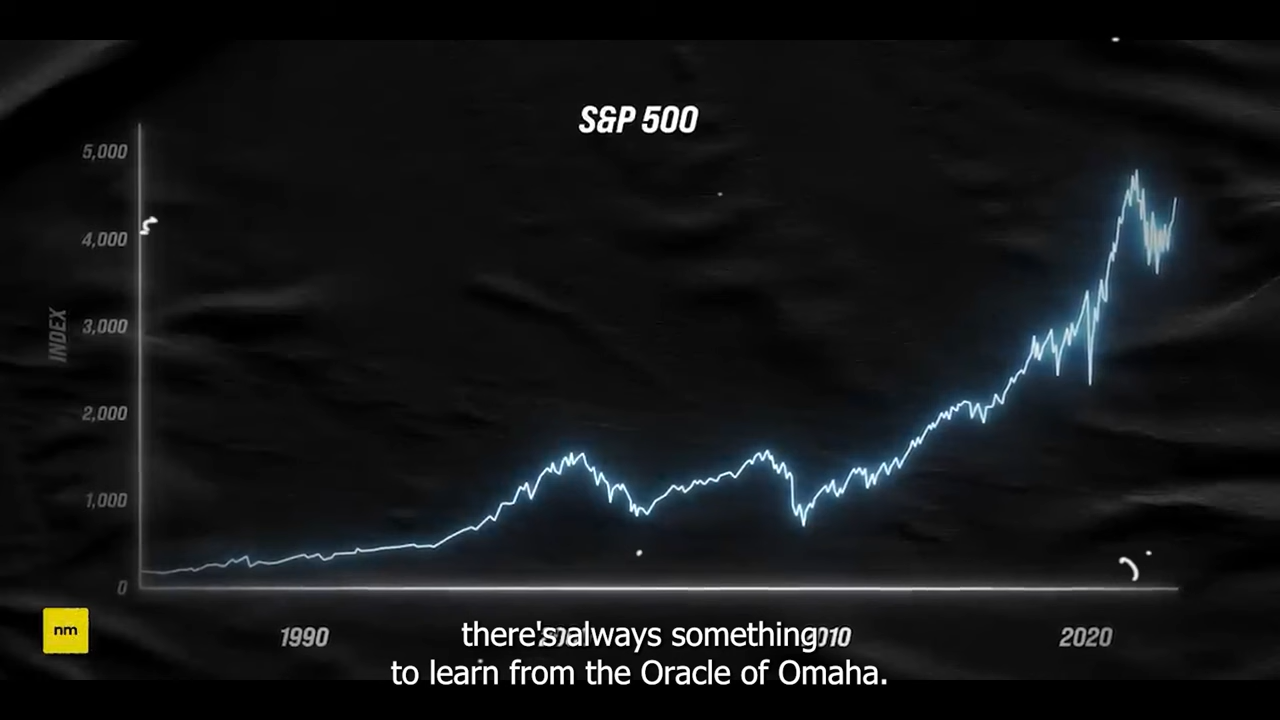 S&P 500
5,000
4,000
3,000
2,000
1,000
0
INDEX
1990
2020
nm
there's always something
to learn from the Oracle of Omaha.